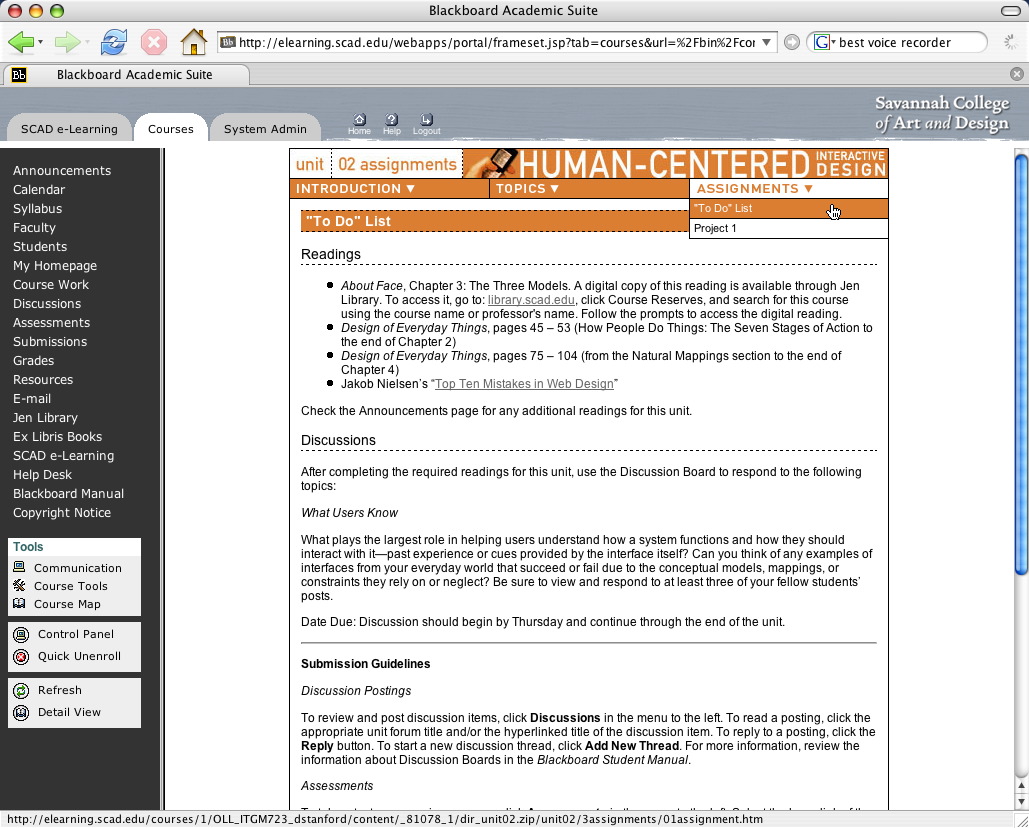 Blackboard Academic Suite
http://elearning.scad.edu/webapps/portal/frameset.jsp?tab=courses&url=%2Fbin%2Fcor
best voice recorder
Bb Blackboard Academic Suite
SCAD e-Learning
Courses
System Admin
Home
Help
Logout
Savannah College
of Art and Design
Announcements
Calendar
Syllabus
Faculty
Students
My Homepage
Course Work
Discussions
Assessments
Submissions
Grades
Resources
E-mail
Jen Library
Ex Libris Books
SCAD e-Learning
Help Desk
Blackboard Manual
Copyright Notice
Tools
Communication
Course Tools
Course Map
Control Panel
Quick Unenroll
Refresh
Detail View
unit 02 assignments
HUMAN-CENTERED INTERACTIVE DESIGN
INTRODUCTION ▼
TOPICS ▼
ASSIGNMENTS ▼
"To Do" List
Project 1
"To Do" List
Readings
• About Face, Chapter 3: The Three Models. A digital copy of this reading is available through Jen
Library. To access it, go to: library.scad.edu, click Course Reserves, and search for this course
using the course name or professor's name. Follow the prompts to access the digital reading.
• Design of Everyday Things, pages 45 – 53 (How People Do Things: The Seven Stages of Action to
the end of Chapter 2)
• Design of Everyday Things, pages 75 – 104 (from the Natural Mappings section to the end of
Chapter 4)
• Jakob Nielsen's “Top Ten Mistakes in Web Design”
Check the Announcements page for any additional readings for this unit.
Discussions
After completing the required readings for this unit, use the Discussion Board to respond to the following
topics:
What Users Know
What plays the largest role in helping users understand how a system functions and how they should
interact with it—past experience or cues provided by the interface itself? Can you think of any examples of
interfaces from your everyday world that succeed or fail due to the conceptual models, mappings, or
constraints they rely on or neglect? Be sure to view and respond to at least three of your fellow students’
posts.
Date Due: Discussion should begin by Thursday and continue through the end of the unit.
Submission Guidelines
Discussion Postings
To review and post discussion items, click Discussions in the menu to the left. To read a posting, click the
appropriate unit forum title and/or the hyperlinked title of the discussion item. To reply to a posting, click the
Reply button. To start a new discussion thread, click Add New Thread. For more information, review the
information about Discussion Boards in the Blackboard Student Manual.
Assessments
http://elearning.scad.edu/courses/1/OLL_ITGM723_dstanford/content/_81078_1/dir_unit02.zip/unit02/3assignments/01assignment.htm